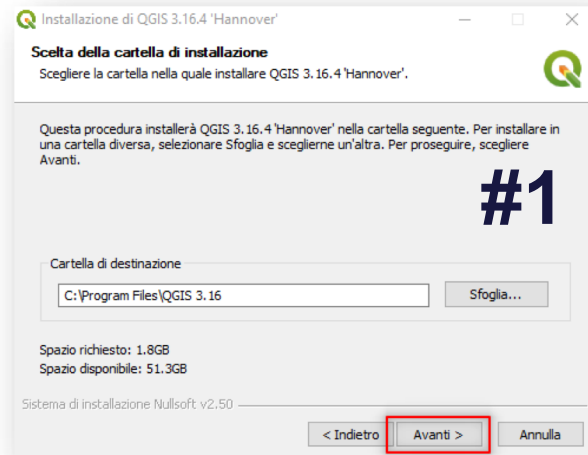 Installazione di QGIS 3.16.4 'Hannover'
Scelta della cartella di installazione
Scegliere la cartella nella quale installare QGIS 3.16.4 'Hannover'.
Questa procedura installerà QGIS 3.16.4 'Hannover' nella cartella seguente. Per installare in
una cartella diversa, selezionare Sfoglia e sceglierne un'altra. Per proseguire, scegliere
Avanti.
#1
Cartella di destinazione
C:\Program Files\QGIS 3.16
Sfoglia...
Spazio richiesto: 1.8GB
Spazio disponibile: 51.3GB
Sistema di installazione Nullsoft v2.50
< Indietro Avanti > Annulla